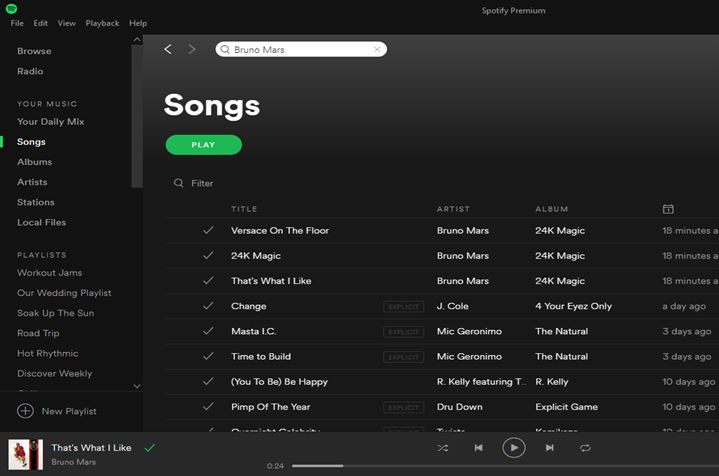 Spotify Premium
File Edit View Playback Help
Browse
Radio
YOUR MUSIC
Your Daily Mix
Songs
Albums
Artists
Stations
Local Files
PLAYLISTS
Workout Jams
Our Wedding Playlist
Soak Up The Sun
Road Trip
Hot Rhythmic
Discover Weekly
New Playlist
Bruno Mars
Songs
PLAY
Filter
TITLE ARTIST ALBUM
Versace On The Floor Bruno Mars 24K Magic 18 minutes a
24K Magic Bruno Mars 24K Magic 18 minutes a
That's What I Like Bruno Mars 24K Magic 18 minutes a
Change EXPLICIT J. Cole 4 Your Eyez Only a day ago
Masta I.C. EXPLICIT Mic Geronimo The Natural 3 days ago
Time to Build EXPLICIT Mic Geronimo The Natural 3 days ago
(You To Be) Be Happy R. Kelly featuring T... R. Kelly 10 days ago
Pimp Of The Year EXPLICIT Dru Down Explicit Game 10 days ago
That's What I Like
Bruno Mars
0:24